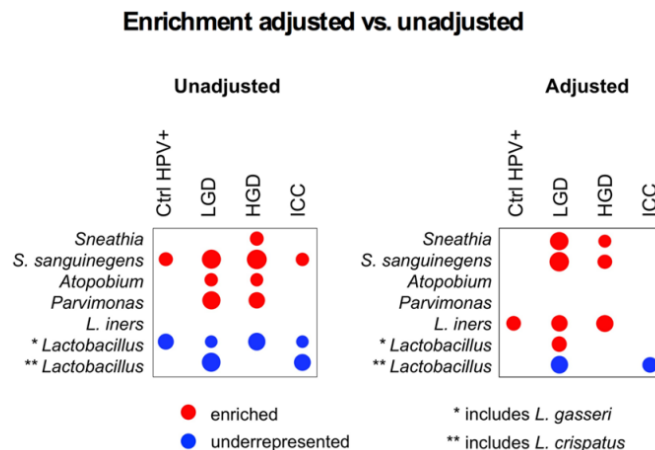 Enrichment adjusted vs. unadjusted
Unadjusted
Ctrl HPV+
LGD
HGD
ICC
Sneathia
S. sanguinegens
Atopobium
Parvimonas
L. iners
* Lactobacillus
** Lactobacillus
Adjusted
Ctrl HPV+
LGD
HGD
ICC
Sneathia
S. sanguinegens
Atopobium
Parvimonas
L. iners
* Lactobacillus
** Lactobacillus
enriched
underrepresented
* includes L. gasseri
** includes L. crispatus